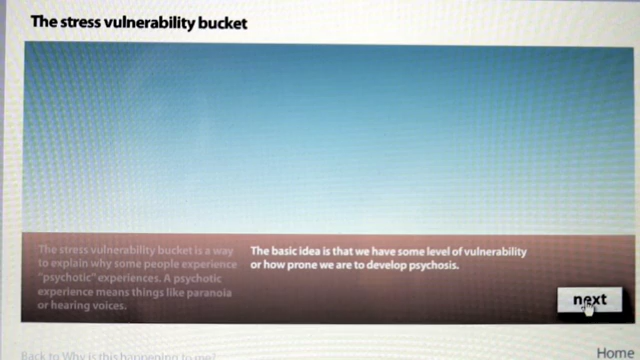 The stress vulnerability bucket
The stress vulnerability bucket is a way
to explain why some people experience
"psychotic" experiences. A psychotic
experience means things like paranoia
or hearing voices.
The basic idea is that we have some level of vulnerability
or how prone we are to develop psychosis.
next
Back to Why is this happening to me?
Home